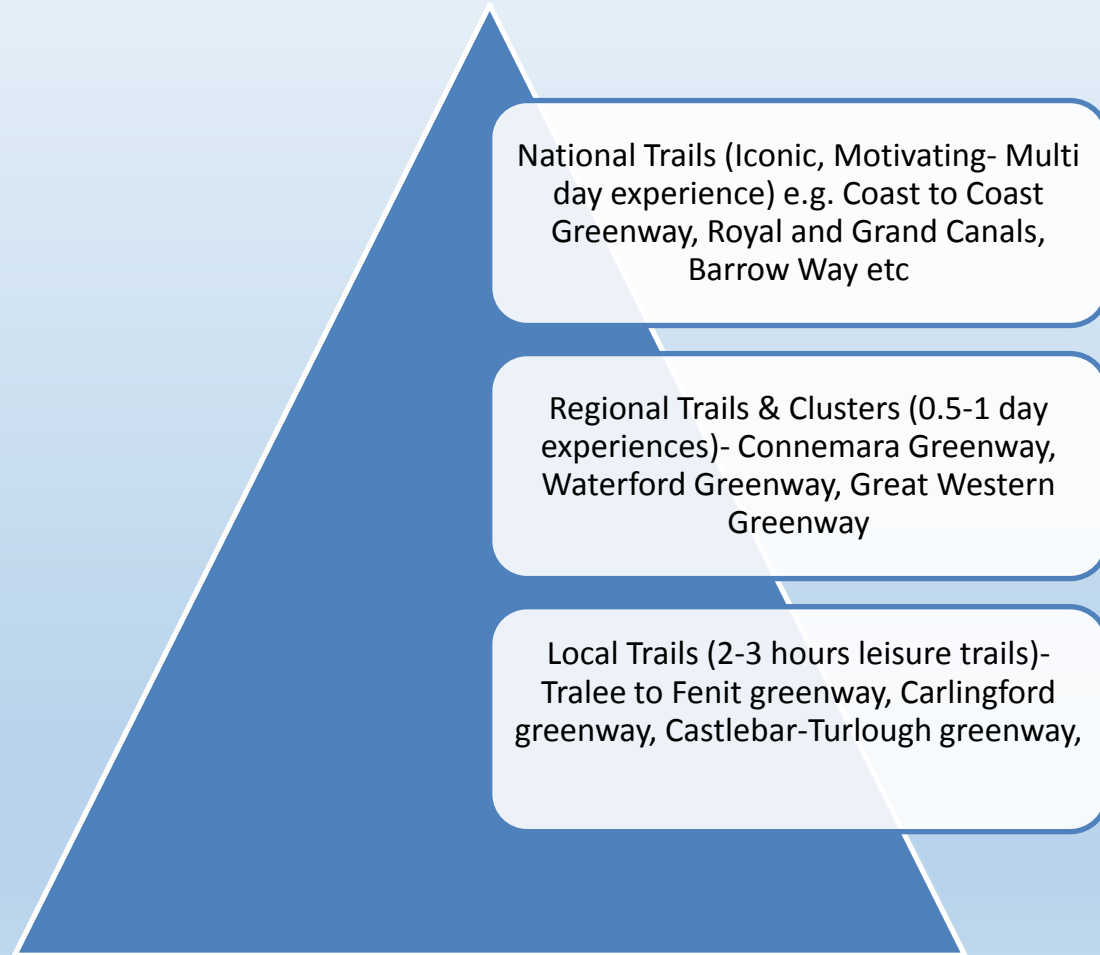 National Trails (Iconic, Motivating- Multi
day experience) e.g. Coast to Coast
Greenway, Royal and Grand Canals,
Barrow Way etc
Regional Trails & Clusters (0.5-1 day
experiences)- Connemara Greenway,
Waterford Greenway, Great Western
Greenway
Local Trails (2-3 hours leisure trails)-
Tralee to Fenit greenway, Carlingford
greenway, Castlebar-Turlough greenway,